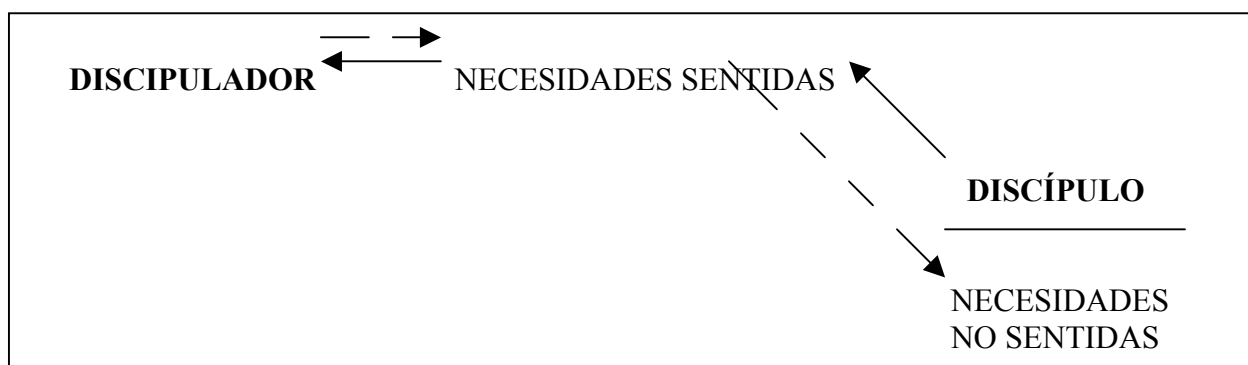 DISCIPULADOR NECESIDADES SENTIDAS
DISCÍPULO
NECESIDADES
NO SENTIDAS